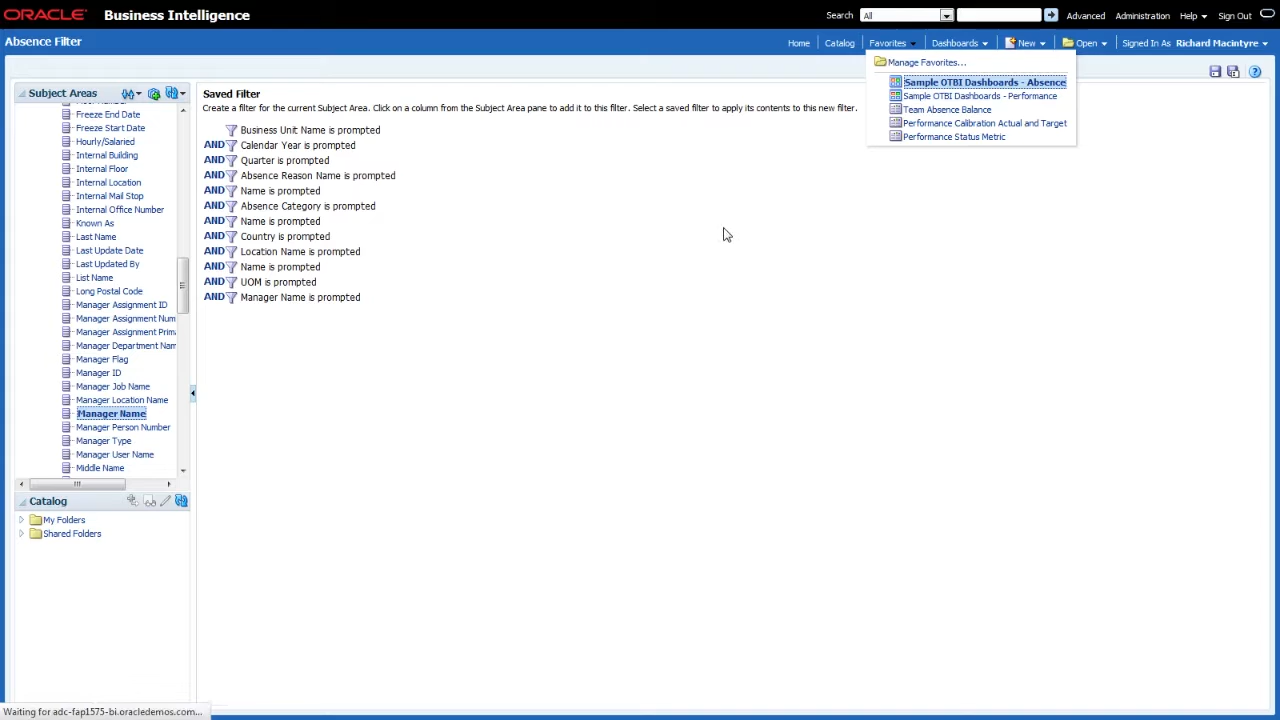 ORACLE Business Intelligence
Search All Advanced Administration Help Sign Out
Absence Filter
Home Catalog Favorites Dashboards New Open Signed In As Richard Macintyre
Manage Favorites...
Sample OTBI Dashboards - Absence
Sample OTBI Dashboards - Performance
Team Absence Balance
Performance Calibration Actual and Target
Performance Status Metric
Subject Areas
Freeze End Date
Freeze Start Date
Hourly/Salaried
Internal Building
Internal Floor
Internal Location
Internal Mail Stop
Internal Office Number
Known As
Last Name
Last Update Date
Last Updated By
List Name
Long Postal Code
Manager Assignment ID
Manager Assignment Num
Manager Assignment Prim
Manager Department Nam
Manager Flag
Manager ID
Manager Job Name
Manager Location Name
Manager Name
Manager Person Number
Manager Type
Manager User Name
Middle Name
Catalog
My Folders
Shared Folders
Saved Filter
Create a filter for the current Subject Area. Click on a column from the Subject Area pane to add it to this filter. Select a saved filter to apply its contents to this new filter.
Business Unit Name is prompted
AND Calendar Year is prompted
AND Quarter is prompted
AND Absence Reason Name is prompted
AND Name is prompted
AND Absence Category is prompted
AND Name is prompted
AND Country is prompted
AND Location Name is prompted
AND Name is prompted
AND UOM is prompted
AND Manager Name is prompted
Waiting for adc-fap1575-bi.oracledemos.com...